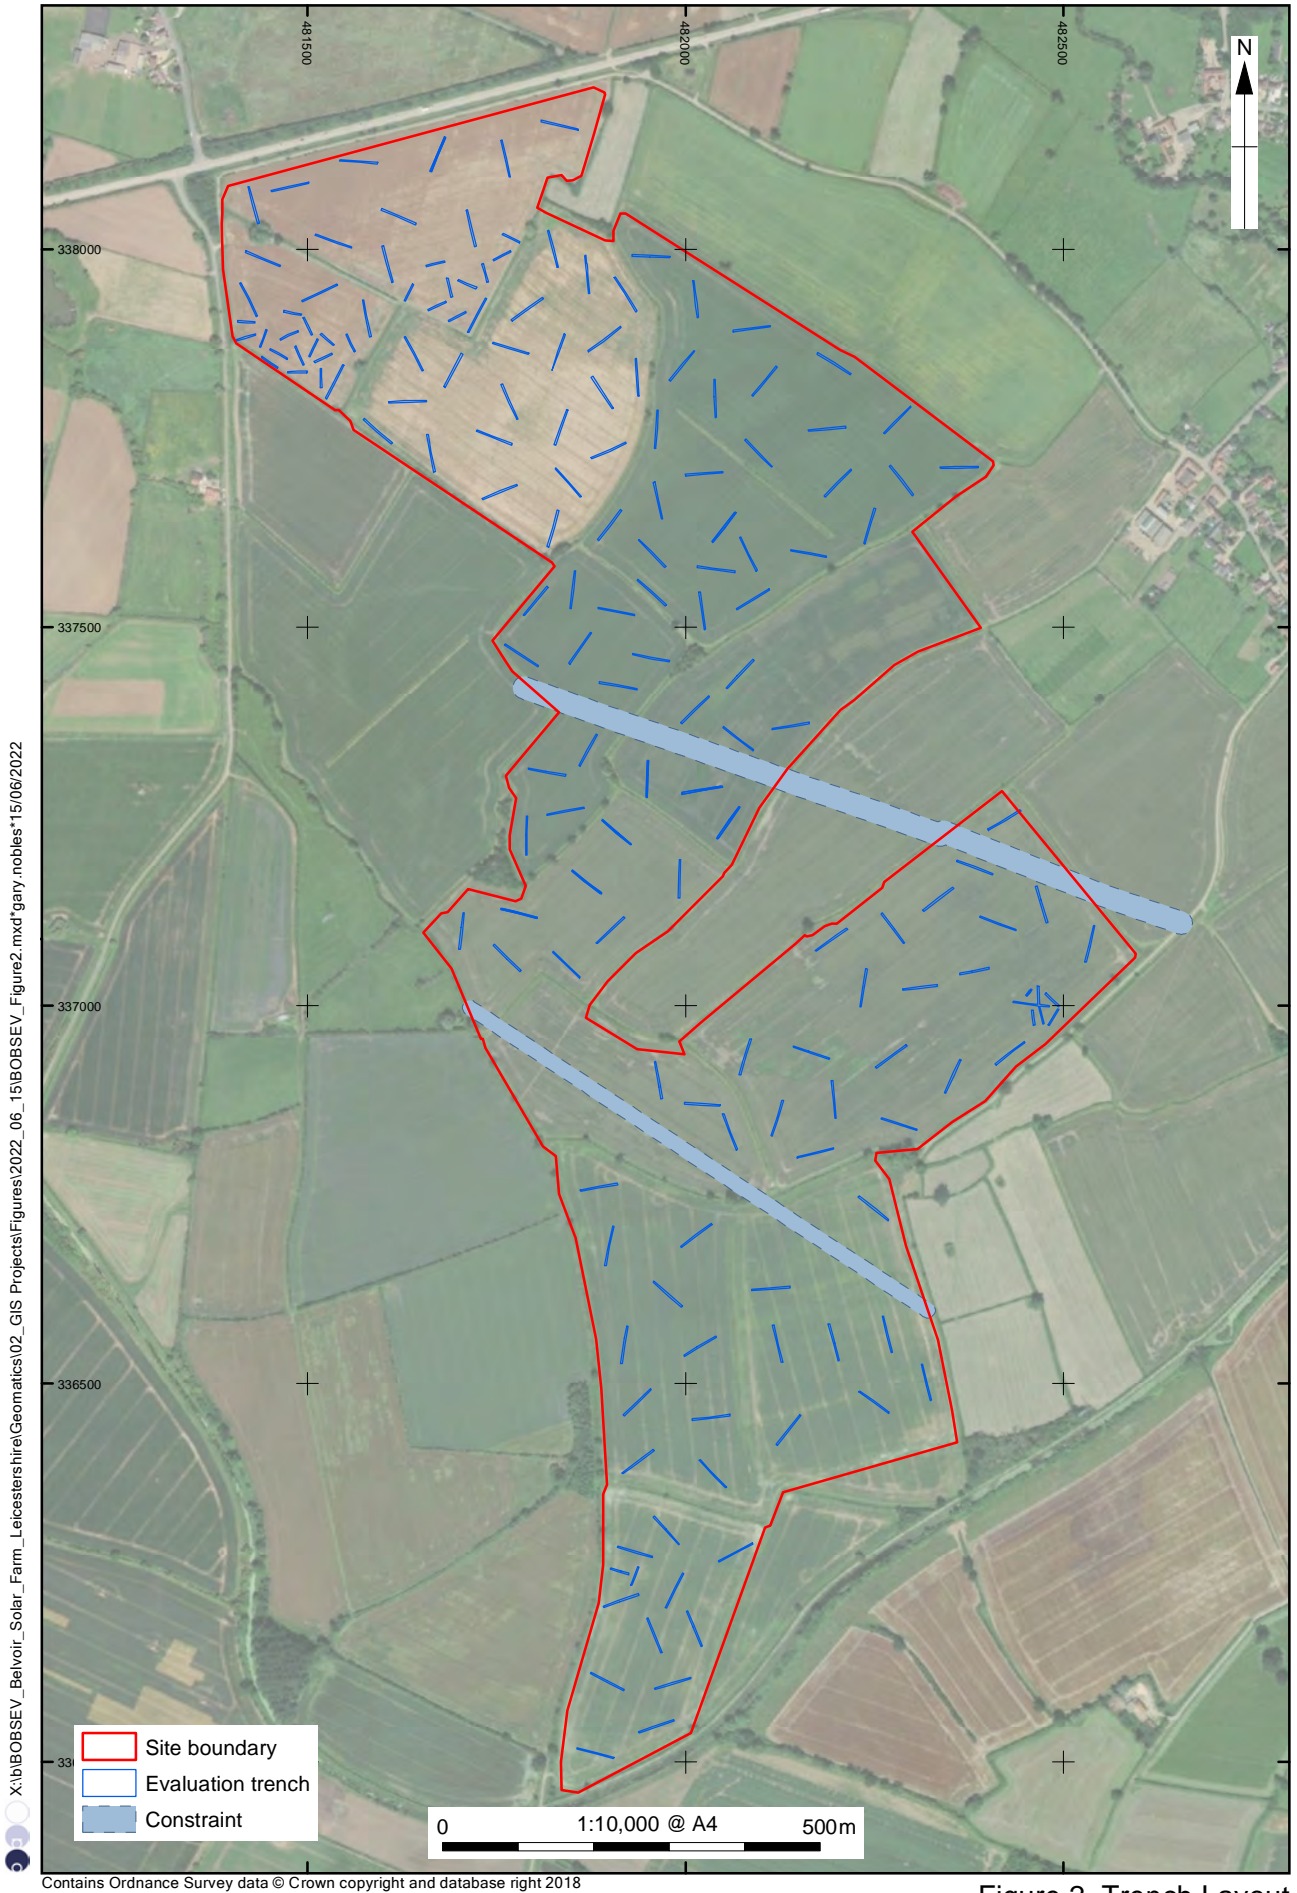 481500
482000
482500
N
338000
337500
337000
336500
Site boundary
Evaluation trench
Constraint
0 1:10,000 @ A4 500m
X:\b\BOBSEV_Belvoir_Solar_Farm_Leicestershire\Geomatics\02_GIS Projects\Figures\2022_06_15\BOBSEV_Figure2.mxd*gary.nobles*15/06/2022
Contains Ordnance Survey data © Crown copyright and database right 2018